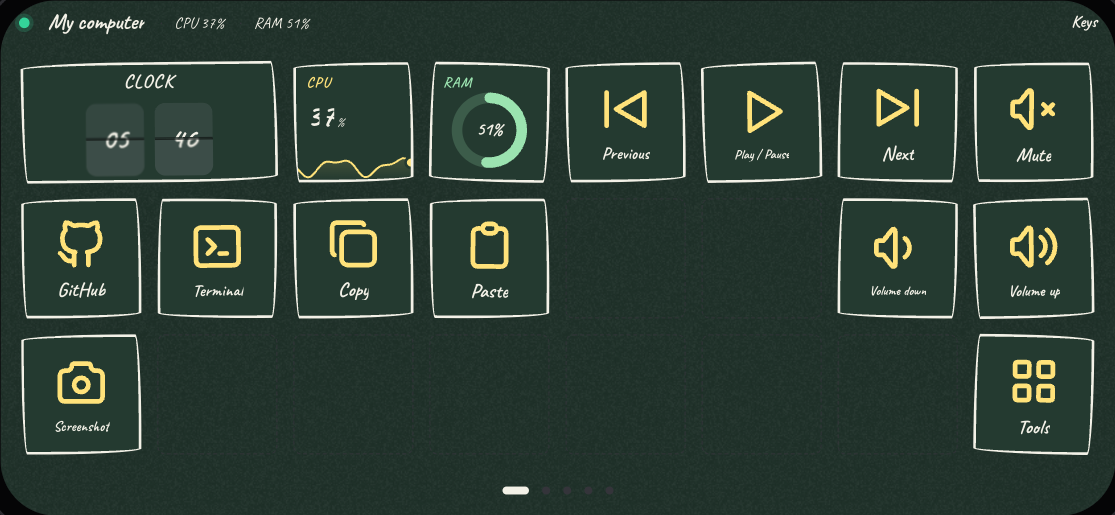 My computer CPU 37% RAM 51% Keys
CLOCK
05 46
CPU
37%
RAM
51%
Previous
Play / Pause
Next
Mute
GitHub
Terminal
Copy
Paste
Volume down
Volume up
Screenshot
Tools